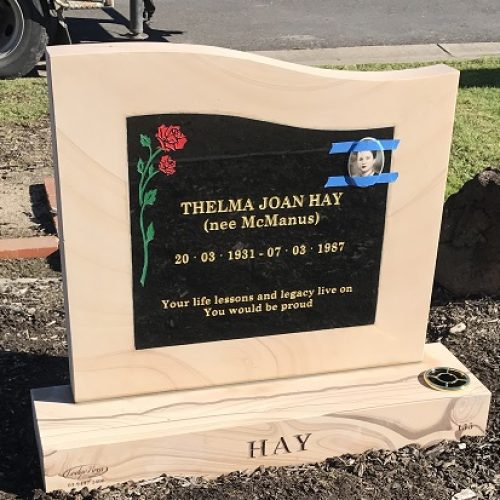 THELMA JOAN HAY
(nee McManus)
20 · 03 · 1931 - 07 · 03 · 1987
Your life lessons and legacy live on
You would be proud
HAY